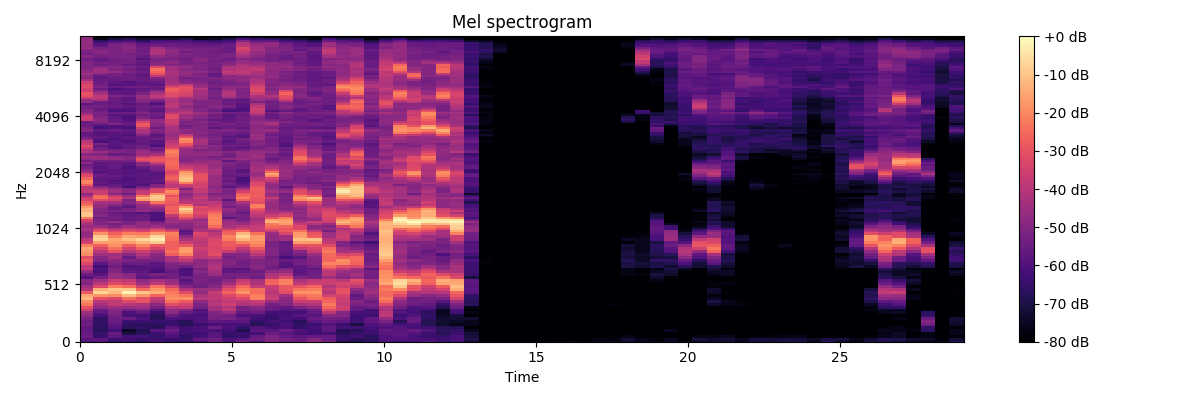 Mel spectrogram
Hz
8192
4096
2048
1024
512
0
0 5 10 15 20 25
Time
+0 dB
-10 dB
-20 dB
-30 dB
-40 dB
-50 dB
-60 dB
-70 dB
-80 dB